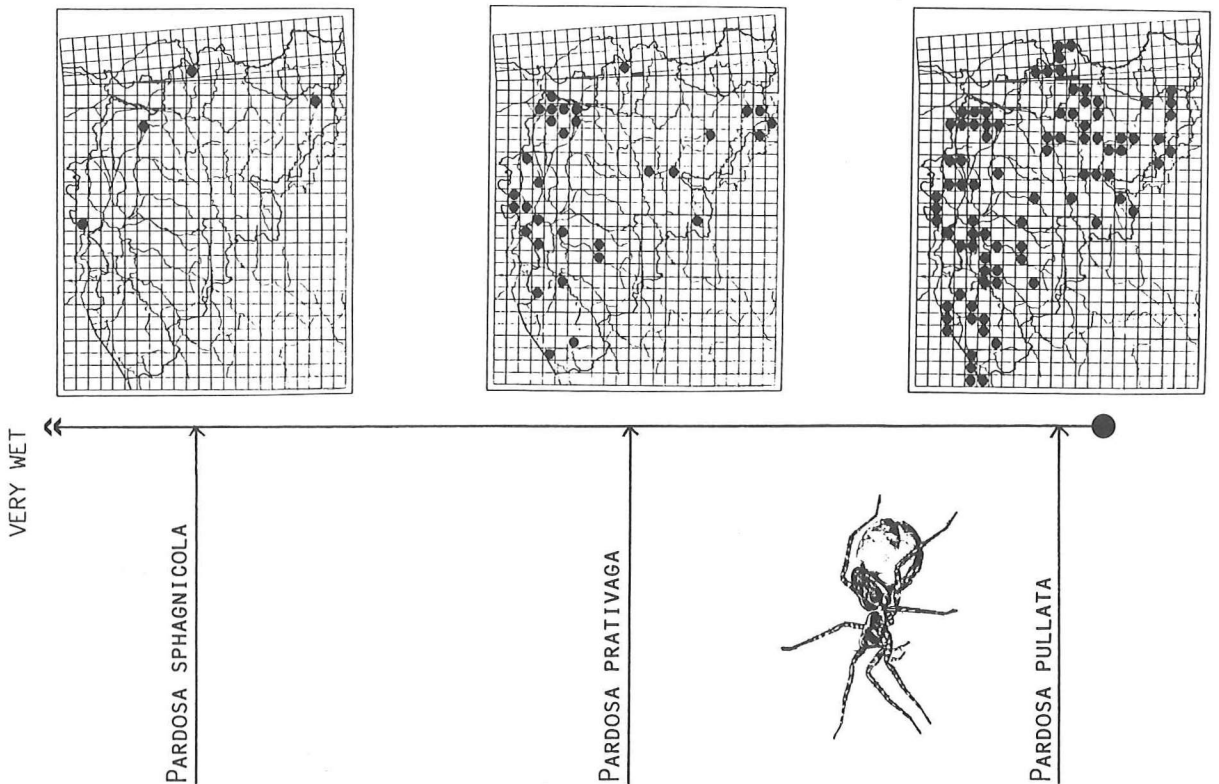 VERY WET
PARDOSA SPHAGNICOLA
PARDOSA PRATIVAGA
PARDOSA PULLATA